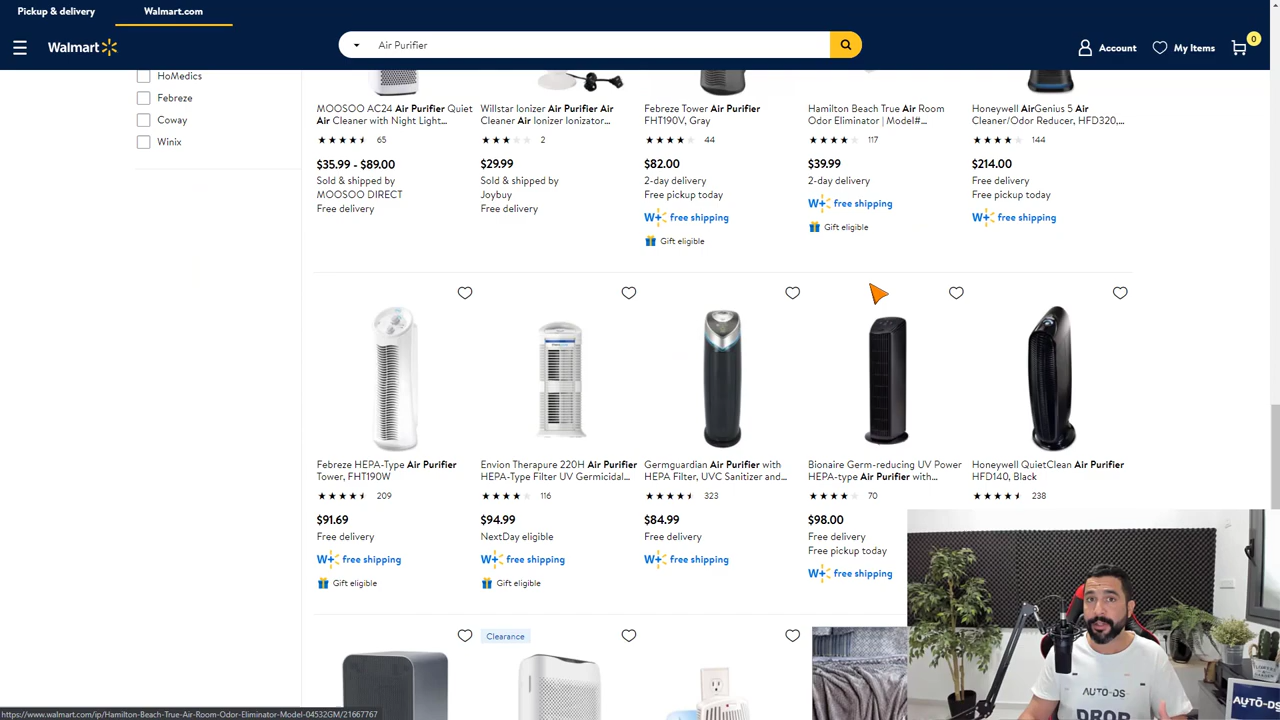 Pickup & delivery
Walmart.com
Walmart
Air Purifier
Account
My Items
0
HoMedics
Febreze
Coway
Winix
MOOSOO AC24 Air Purifier Quiet
Air Cleaner with Night Light...
65
$35.99 - $89.00
Sold & shipped by
MOOSOO DIRECT
Free delivery
Willstar Ionizer Air Purifier Air
Cleaner Air Ionizer Ionizator...
2
$29.99
Sold & shipped by
Joybuy
Free delivery
Febreze Tower Air Purifier
FHT190V, Gray
44
$82.00
2-day delivery
Free pickup today
W+ free shipping
Gift eligible
Hamilton Beach True Air Room
Odor Eliminator | Model#...
117
$39.99
2-day delivery
W+ free shipping
Gift eligible
Honeywell AirGenius 5 Air
Cleaner/Odor Reducer, HFD320,...
144
$214.00
Free delivery
Free pickup today
W+ free shipping
Febreze HEPA-Type Air Purifier
Tower, FHT190W
209
$91.69
Free delivery
W+ free shipping
Gift eligible
Envion Therapure 220H Air Purifier
HEPA-Type Filter UV Germicidal...
116
$94.99
NextDay eligible
W+ free shipping
Gift eligible
Germguardian Air Purifier with
HEPA Filter, UVC Sanitizer and...
323
$84.99
Free delivery
W+ free shipping
Bionaire Germ-reducing UV Power
HEPA-type Air Purifier with...
70
$98.00
Free delivery
Free pickup today
W+ free shipping
Honeywell QuietClean Air Purifier
HFD140, Black
238
Clearance
AUTO-DS
DROP
AUTO-DS
https://www.walmart.com/ip/Hamilton-Beach-True-Air-Room-Odor-Eliminator-Model-04532GM/21667767